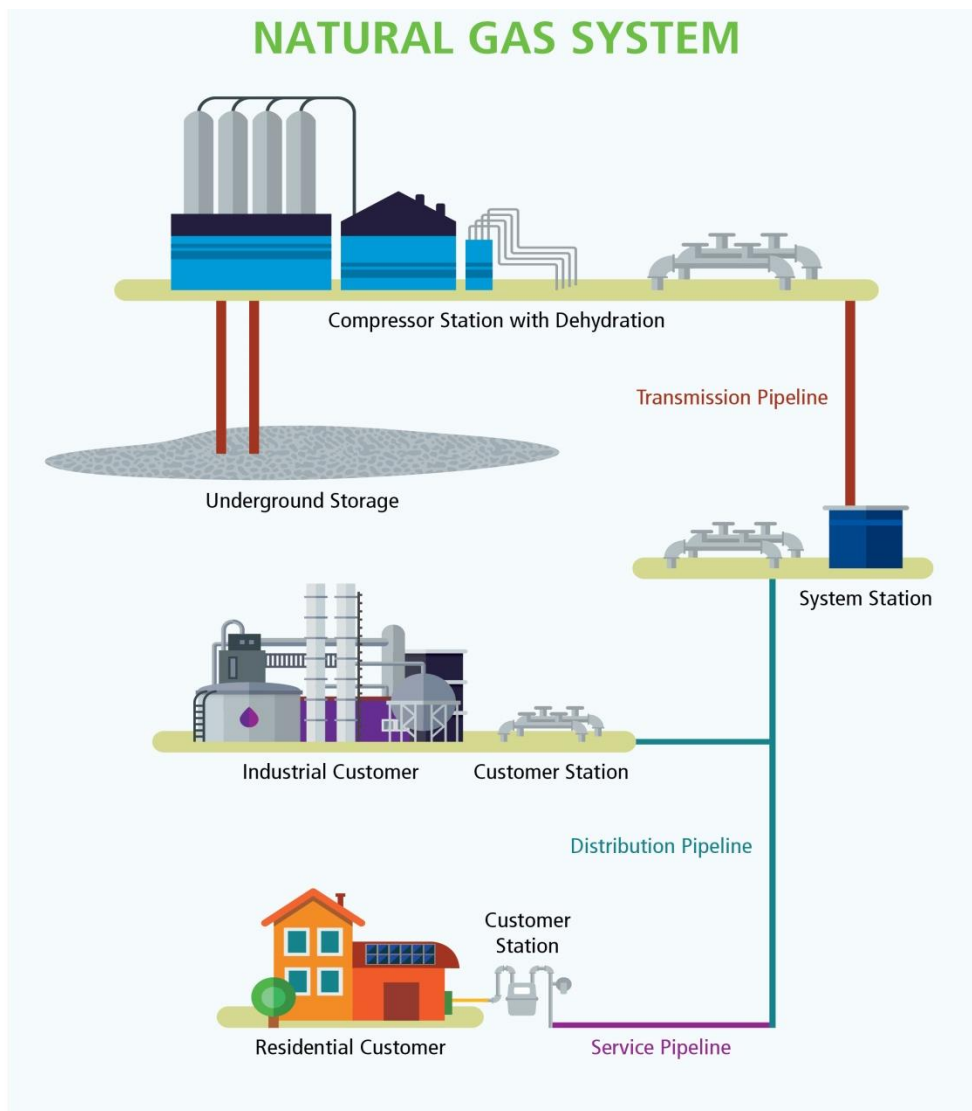 NATURAL GAS SYSTEM
Compressor Station with Dehydration
Transmission Pipeline
Underground Storage
System Station
Industrial Customer
Customer Station
Distribution Pipeline
Customer
Station
Residential Customer
Service Pipeline